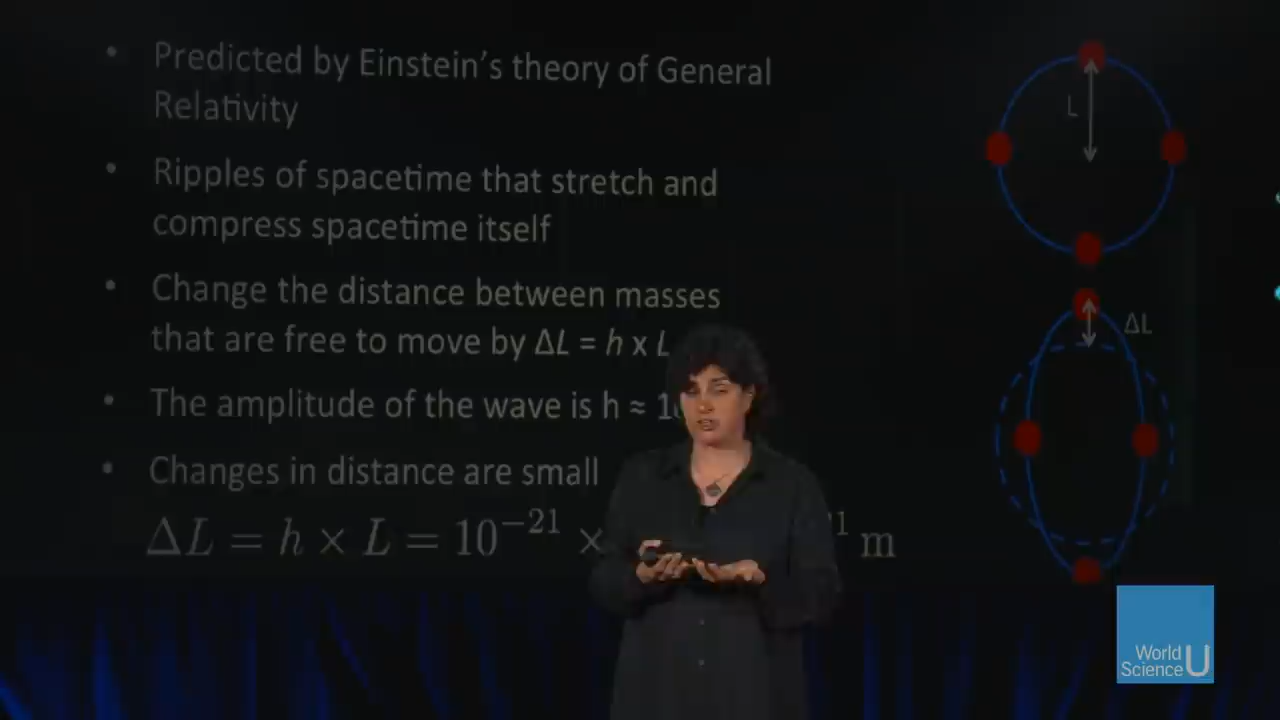 • Predicted by Einstein's theory of General
Relativity
• Ripples of spacetime that stretch and
compress spacetime itself
• Change the distance between masses
that are free to move by ΔL = h x L
• The amplitude of the wave is h ≈
• Changes in distance are small
ΔL = h × L = 10⁻²¹ ×
m
L
ΔL
World
Science U